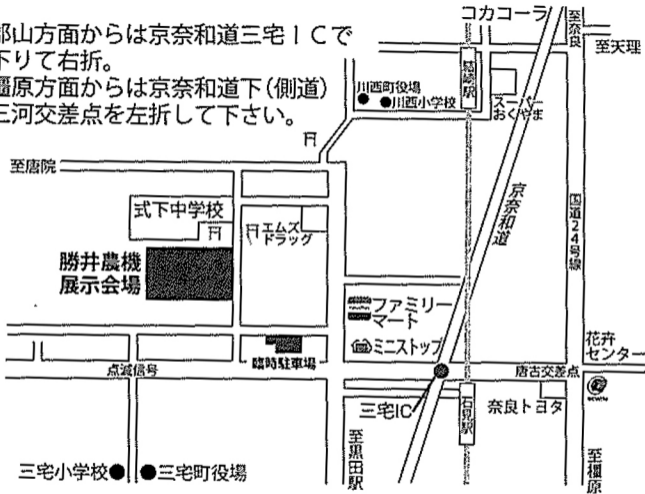 郡山方面からは京奈和道三宅ＩＣで
下りて右折。
橿原方面からは京奈和道下(側道)
三河交差点を左折して下さい。
コカコーラ
至奈良
至天理
結崎駅
川西町役場
川西小学校
スーパー
おくやま
至唐院
京奈和道
国道24号線
式下中学校
エムズ
ドラッグ
勝井農機
展示会場
ファミリー
マート
ミニストップ
花卉
センター
臨時駐車場
点滅信号
唐古交差点
三宅IC
石見駅
奈良トヨタ
至黒田駅
至橿原
三宅小学校
三宅町役場